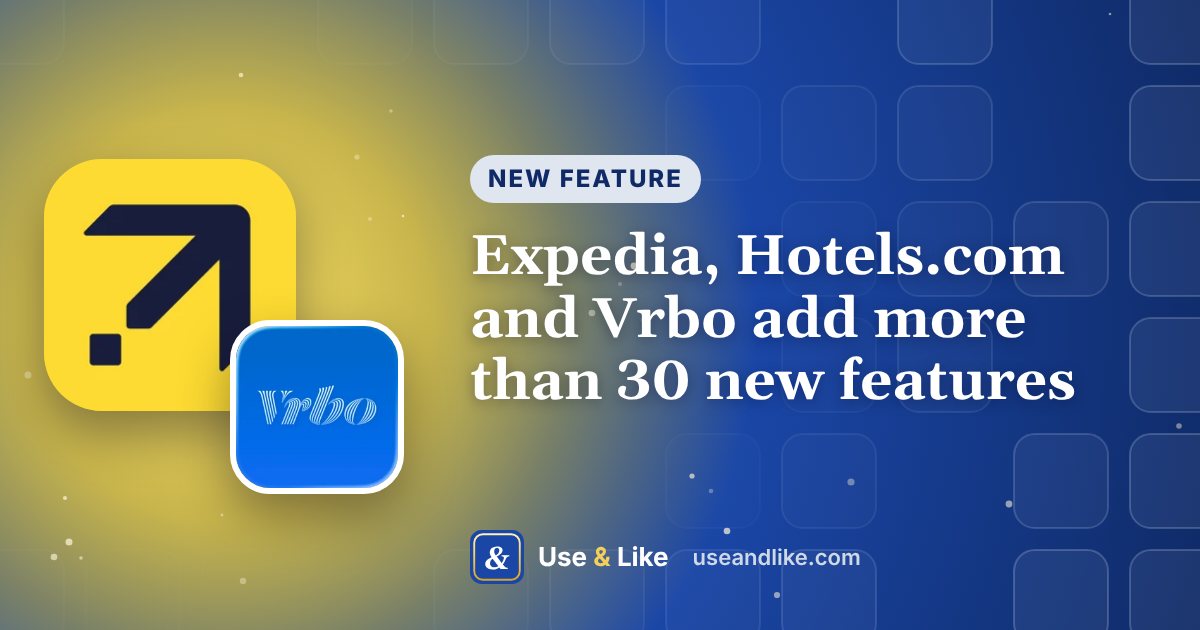 NEW FEATURE
Expedia, Hotels.com
and Vrbo add more
than 30 new features
Vrbo
& Use & Like useandlike.com